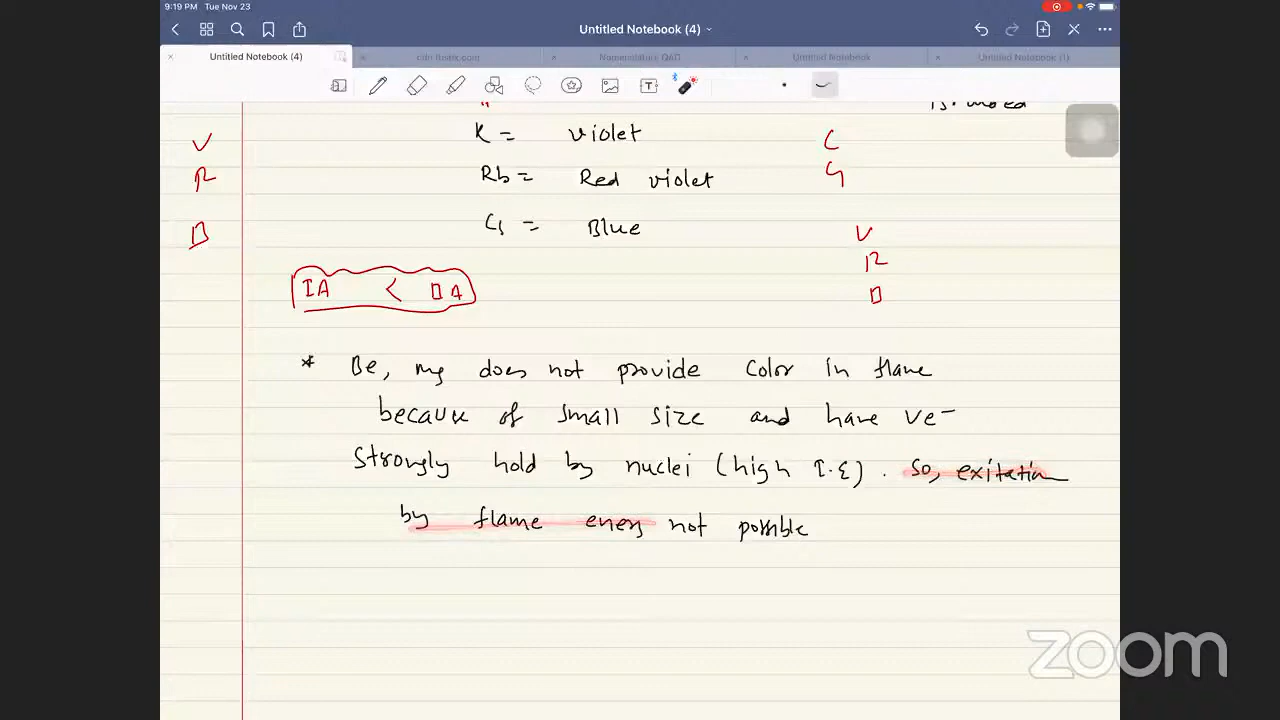 9:19 PM Tue Nov 23
Untitled Notebook (4)
Untitled Notebook (4)
Nomenclature QAD
Untitled Notebook
Untitled Notebook (1)
V K = violet C
R Rb = Red violet G
B Cs = Blue V
R
IA < IIA B
* Be, mg does not provide color in flame
because of small size and have ve-
strongly hold by nuclei (high I.E). So, exitation
by flame energy not possible
zoom